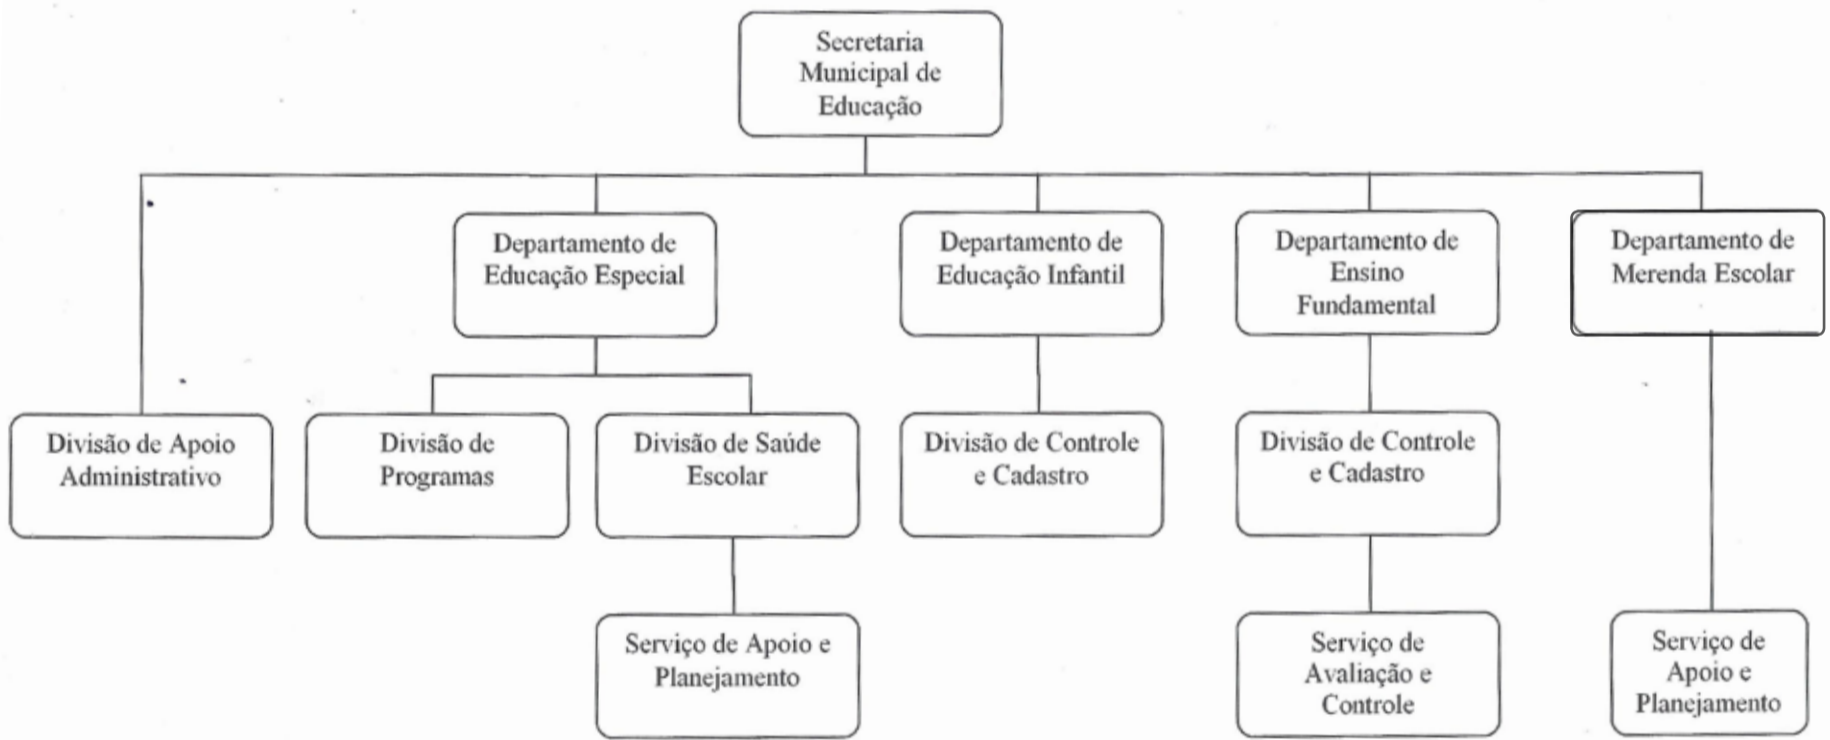 Secretaria
Municipal de
Educação
Departamento de
Educação Especial
Departamento de
Educação Infantil
Departamento de
Ensino
Fundamental
Departamento de
Merenda Escolar
Divisão de Apoio
Administrativo
Divisão de
Programas
Divisão de Saúde
Escolar
Divisão de Controle
e Cadastro
Divisão de Controle
e Cadastro
Serviço de Apoio e
Planejamento
Serviço de
Avaliação e
Controle
Serviço de
Apoio e
Planejamento